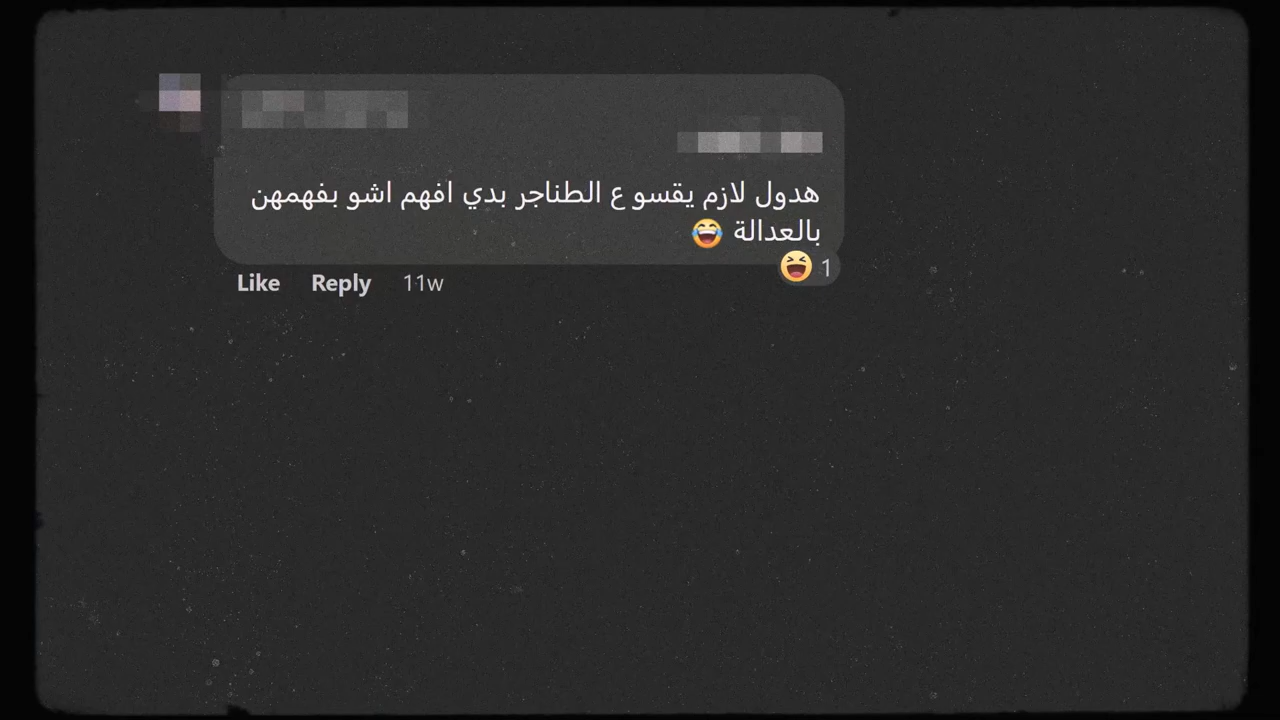 هدول لازم يقسو ع الطناجر بدي افهم اشو بفهمهن
بالعدالة 😂
😆 1
Like Reply 11w